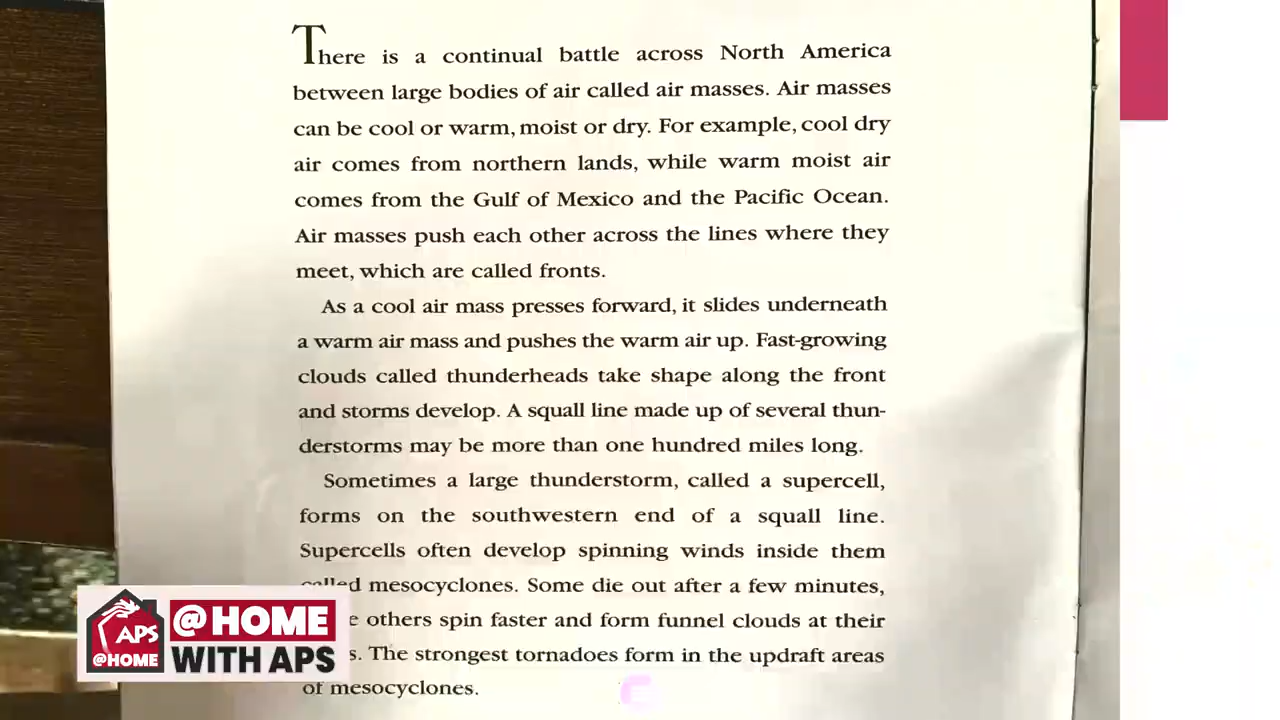 There is a continual battle across North America
between large bodies of air called air masses. Air masses
can be cool or warm, moist or dry. For example, cool dry
air comes from northern lands, while warm moist air
comes from the Gulf of Mexico and the Pacific Ocean.
Air masses push each other across the lines where they
meet, which are called fronts.
As a cool air mass presses forward, it slides underneath
a warm air mass and pushes the warm air up. Fast-growing
clouds called thunderheads take shape along the front
and storms develop. A squall line made up of several thun-
derstorms may be more than one hundred miles long.
Sometimes a large thunderstorm, called a supercell,
forms on the southwestern end of a squall line.
Supercells often develop spinning winds inside them
called mesocyclones. Some die out after a few minutes,
others spin faster and form funnel clouds at their
The strongest tornadoes form in the updraft areas
of mesocyclones.
APS
@HOME
@HOME
WITH APS